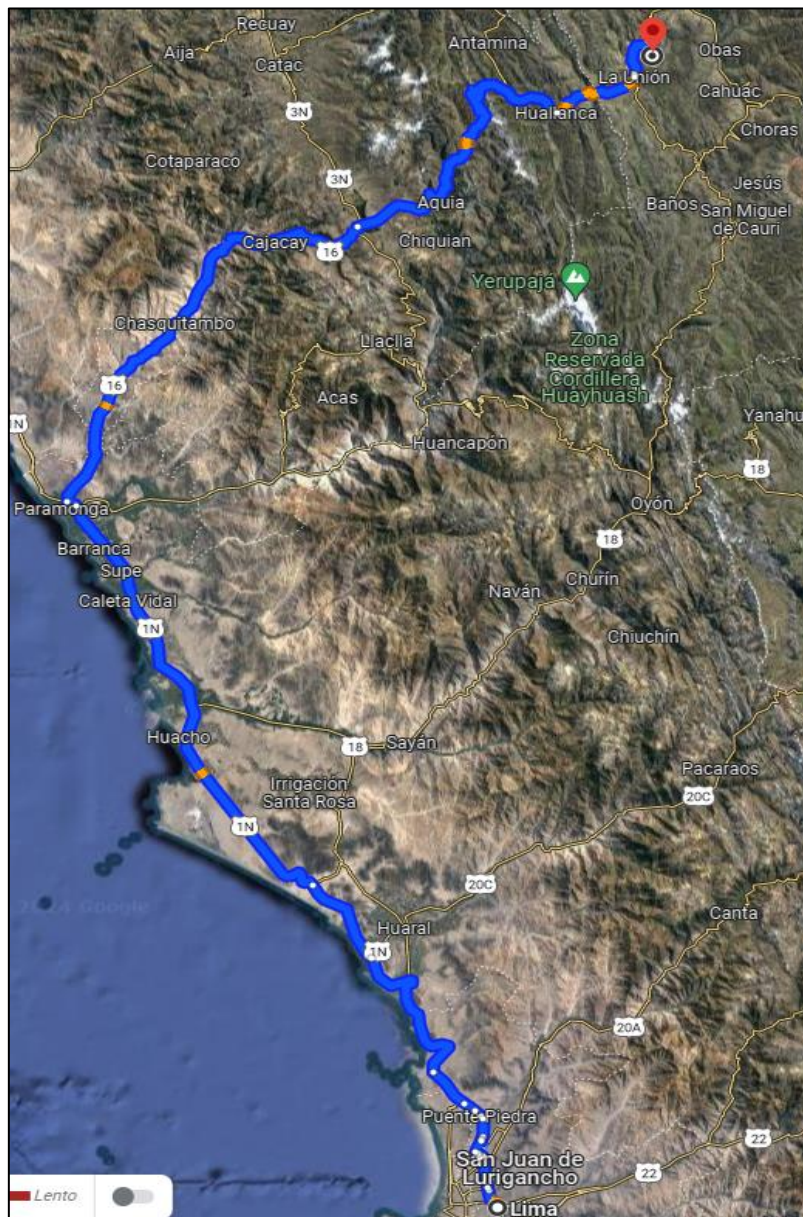 Recuay
Aija
Catac
Antamina
Obas
La Unión
Cahuac
3N
Huallanca
Choras
Cotaparaco
3N
Jesús
Aquia
Baños
San Miguel
de Cauri
Cajacay
16
Chiquian
Yerupajá
Chasquitambo
Zona
Reservada
Cordillera
Huayhuash
Llaclla
16
Acas
Yanahu
1N
Huancapón
18
Paramonga
Oyón
Barranca
18
Supe
Churín
Caleta Vidal
Naván
1N
Chiuchín
Huacho
18
Sayán
Pacaraos
Irrigación
Santa Rosa
20C
1N
20C
2024 Google
Canta
Huaral
1N
20A
Puente Piedra
22
San Juan de
Lurigancho
22
Lento
Lima